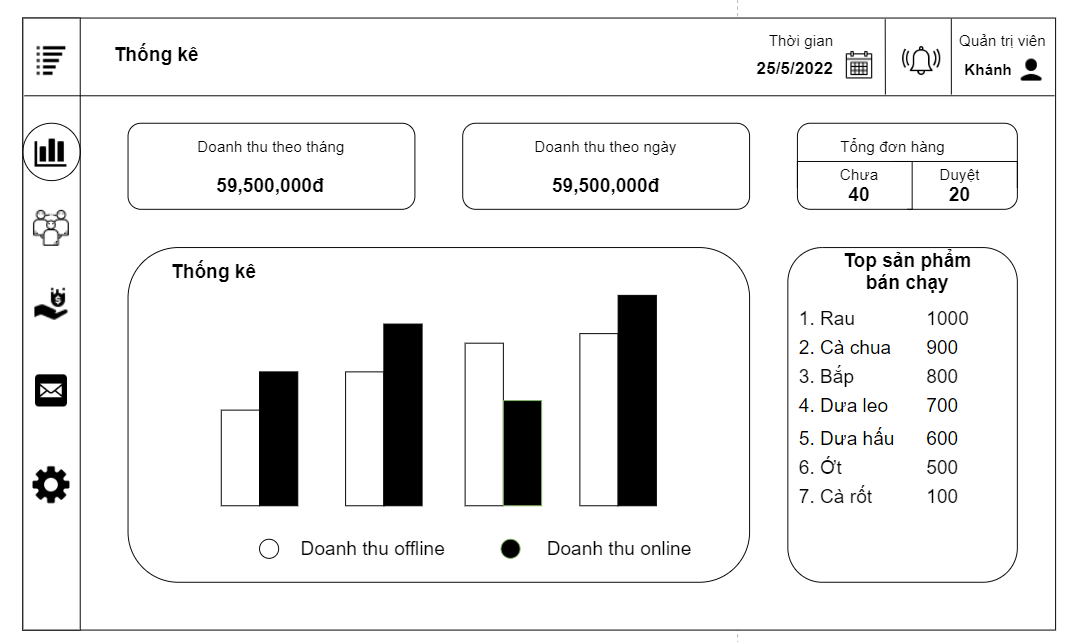 Thống kê
Thời gian
25/5/2022
Quản trị viên
Khánh
Doanh thu theo tháng
59,500,000đ
Doanh thu theo ngày
59,500,000đ
Tổng đơn hàng
Chưa
40
Duyệt
20
Thống kê
Doanh thu offline
Doanh thu online
Top sản phẩm
bán chạy
1. Rau 1000
2. Cà chua 900
3. Bắp 800
4. Dưa leo 700
5. Dưa hấu 600
6. Ớt 500
7. Cà rốt 100